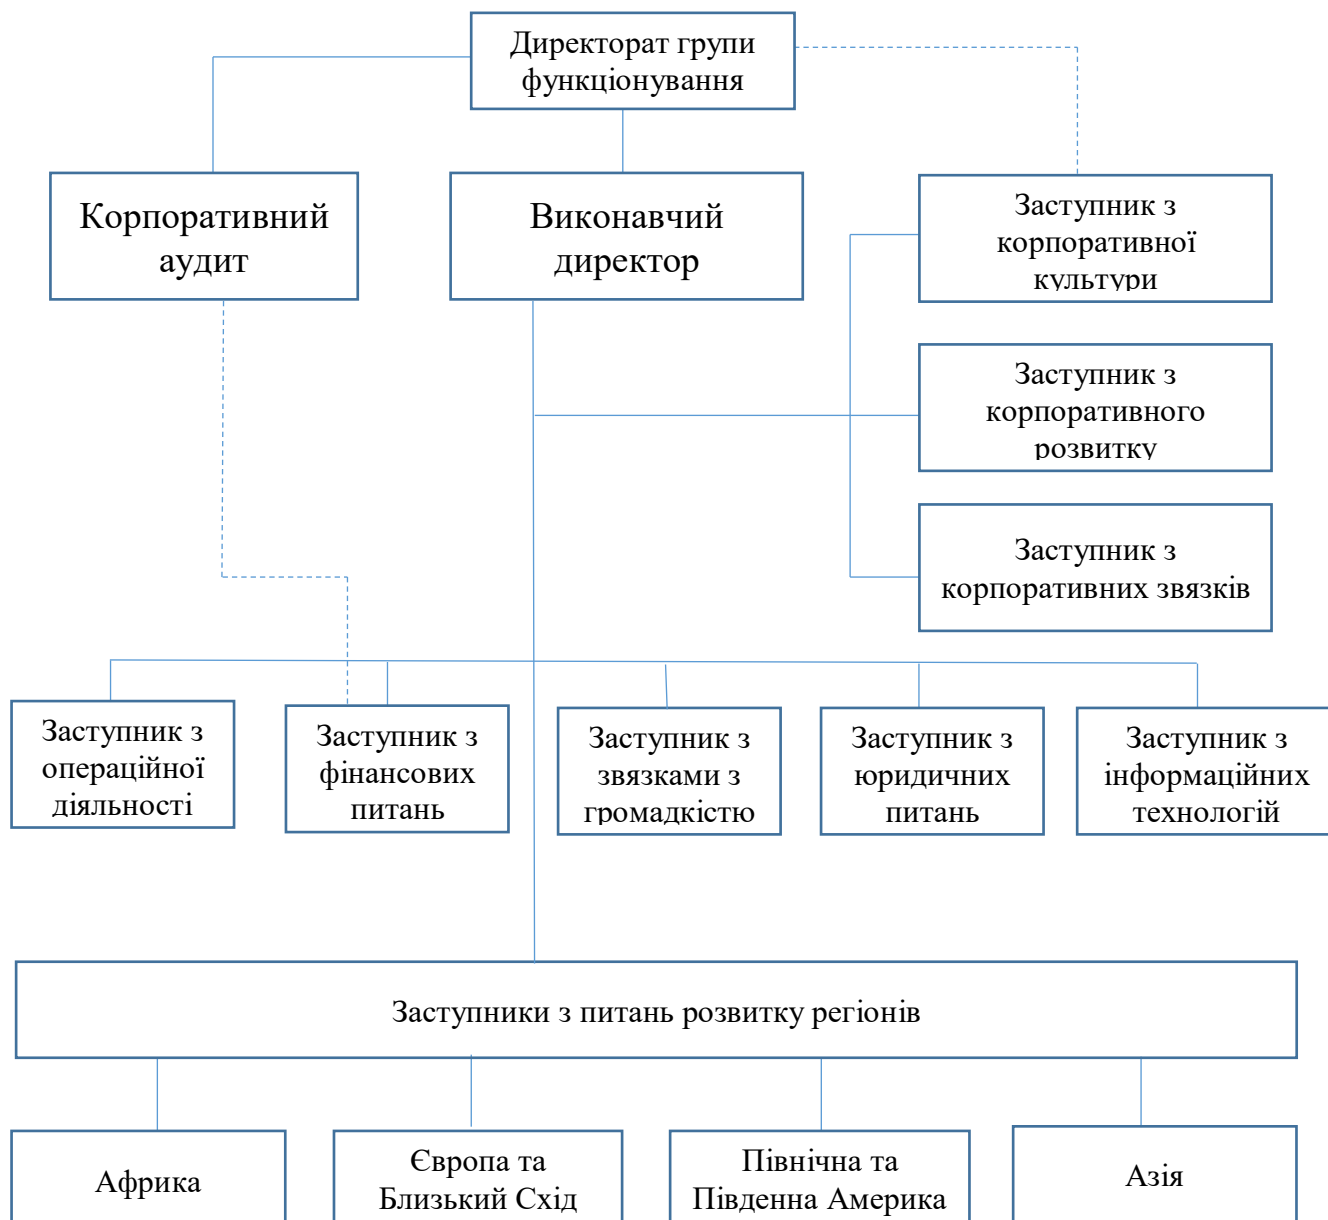 Директорат групи
функціонування
Корпоративний
аудит
Виконавчий
директор
Заступник з
корпоративної
культури
Заступник з
корпоративного
розвитку
Заступник з
корпоративних звязків
Заступник з
операційної
діяльності
Заступник з
фінансових
питань
Заступник з
звязками з
громадкістю
Заступник з
юридичних
питань
Заступник з
інформаційних
технологій
Заступники з питань розвитку регіонів
Африка
Європа та
Близький Схід
Північна та
Південна Америка
Азія